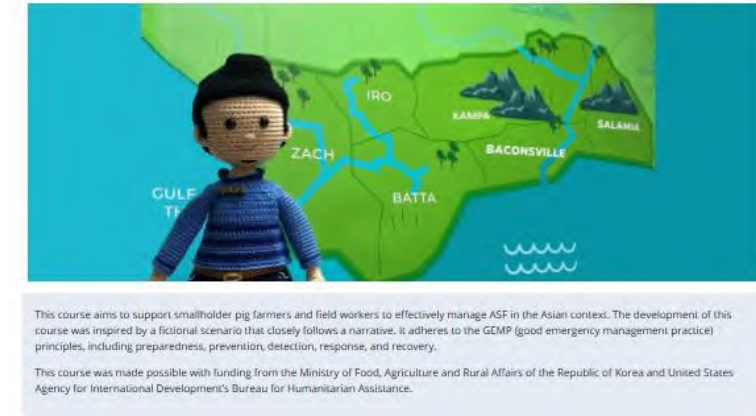 IRO
KAMPA
SALAMIA
ZACH
BACONSVILLE
GULF
TH
BATTA
This course aims to support smallholder pig farmers and field workers to effectively manage ASF in the Asian context. The development of this
course was inspired by a fictional scenario that closely follows a narrative. It adheres to the GEMP (good emergency management practice)
principles, including preparedness, prevention, detection, response, and recovery.
This course was made possible with funding from the Ministry of Food, Agriculture and Rural Affairs of the Republic of Korea and United States
Agency for International Development's Bureau for Humanitarian Assistance.